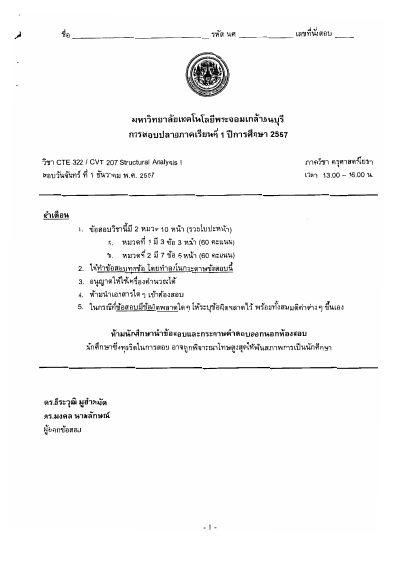 ชื่อ ________ รหัส นศ ________ เลขที่นั่งสอบ ____
มหาวิทยาลัยเทคโนโลยีพระจอมเกล้าธนบุรี
การสอบปลายภาคเรียนที่ 1 ปีการศึกษา 2557
วิชา CTE 322 / CVT 207 Structural Analysis I ภาควิชา ครุศาสตร์โยธา
สอบวันจันทร์ ที่ 1 ธันวาคม พ.ศ. 2557 เวลา 13.00 – 16.00 น.
คำเตือน
1. ข้อสอบวิชานี้มี 2 หมวด 10 หน้า (รวมใบปะหน้า)
ก. หมวดที่ 1 มี 3 ข้อ 3 หน้า (60 คะแนน)
ข. หมวดที่ 2 มี 7 ข้อ 6 หน้า (60 คะแนน)
2. ให้ทำข้อสอบทุกข้อ โดยทำลงในกระดาษข้อสอบนี้
3. อนุญาตให้ใช้เครื่องคำนวณได้
4. ห้ามนำเอกสารใดๆ เข้าห้องสอบ
5. ในกรณีที่ข้อสอบมีข้อผิดพลาดใดๆ ให้ระบุข้อผิดพลาดไว้ พร้อมทั้งสมมติค่าต่างๆ ขึ้นเอง
ห้ามนักศึกษานำข้อสอบและกระดาษคำตอบออกนอกห้องสอบ
นักศึกษาซึ่งทุจริตในการสอบ อาจถูกพิจารณาโทษสูงสุดให้พ้นสภาพการเป็นนักศึกษา
ดร.ธีระวุฒิ มูฮำหมัด
ดร.มงคล นามลักษณ์
ผู้ออกข้อสอบ
- 1 -